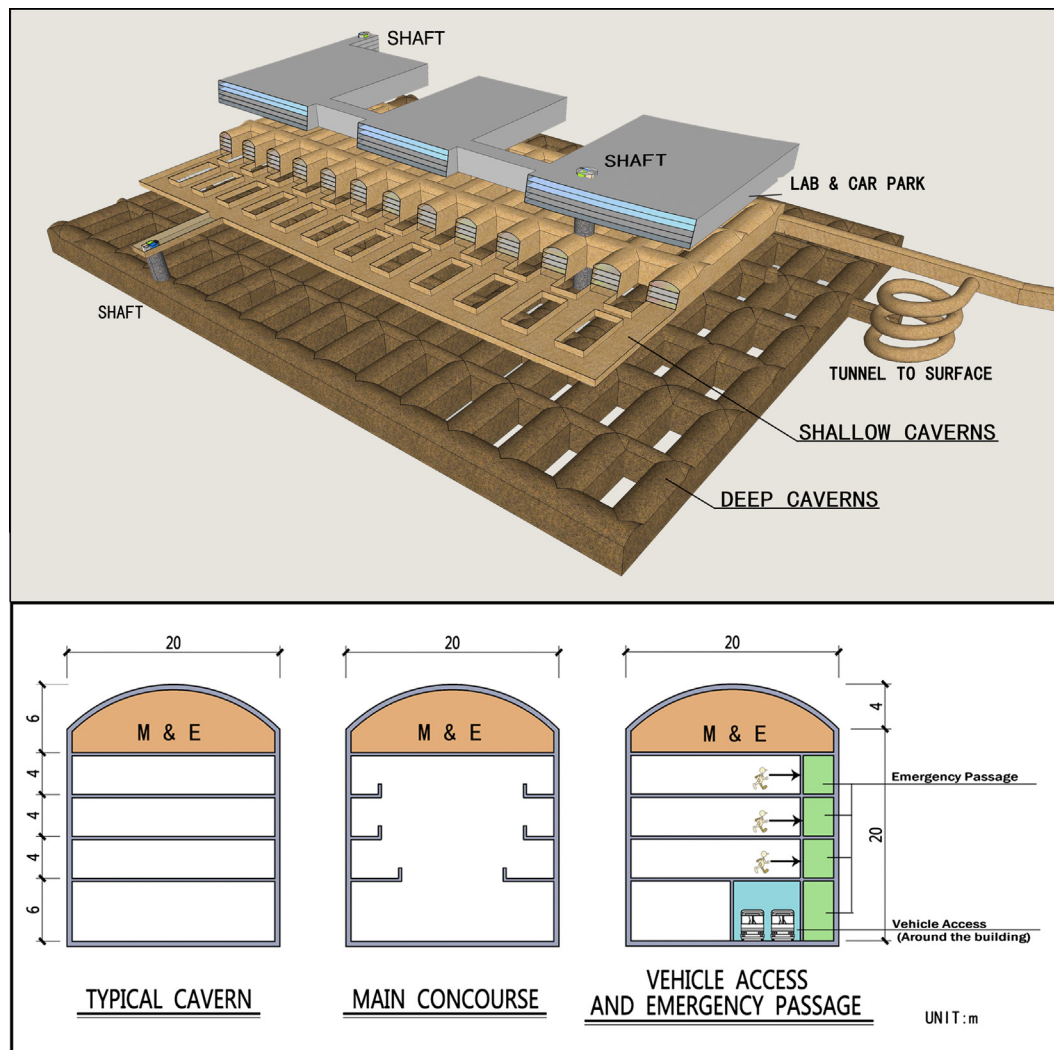 SHAFT
SHAFT
LAB & CAR PARK
SHAFT
TUNNEL TO SURFACE
SHALLOW CAVERNS
DEEP CAVERNS
20
20
20
6
4
4
4
6
M & E
M & E
M & E
4
20
Emergency Passage
Vehicle Access
(Around the building)
TYPICAL CAVERN
MAIN CONCOURSE
VEHICLE ACCESS
AND EMERGENCY PASSAGE
UNIT:m